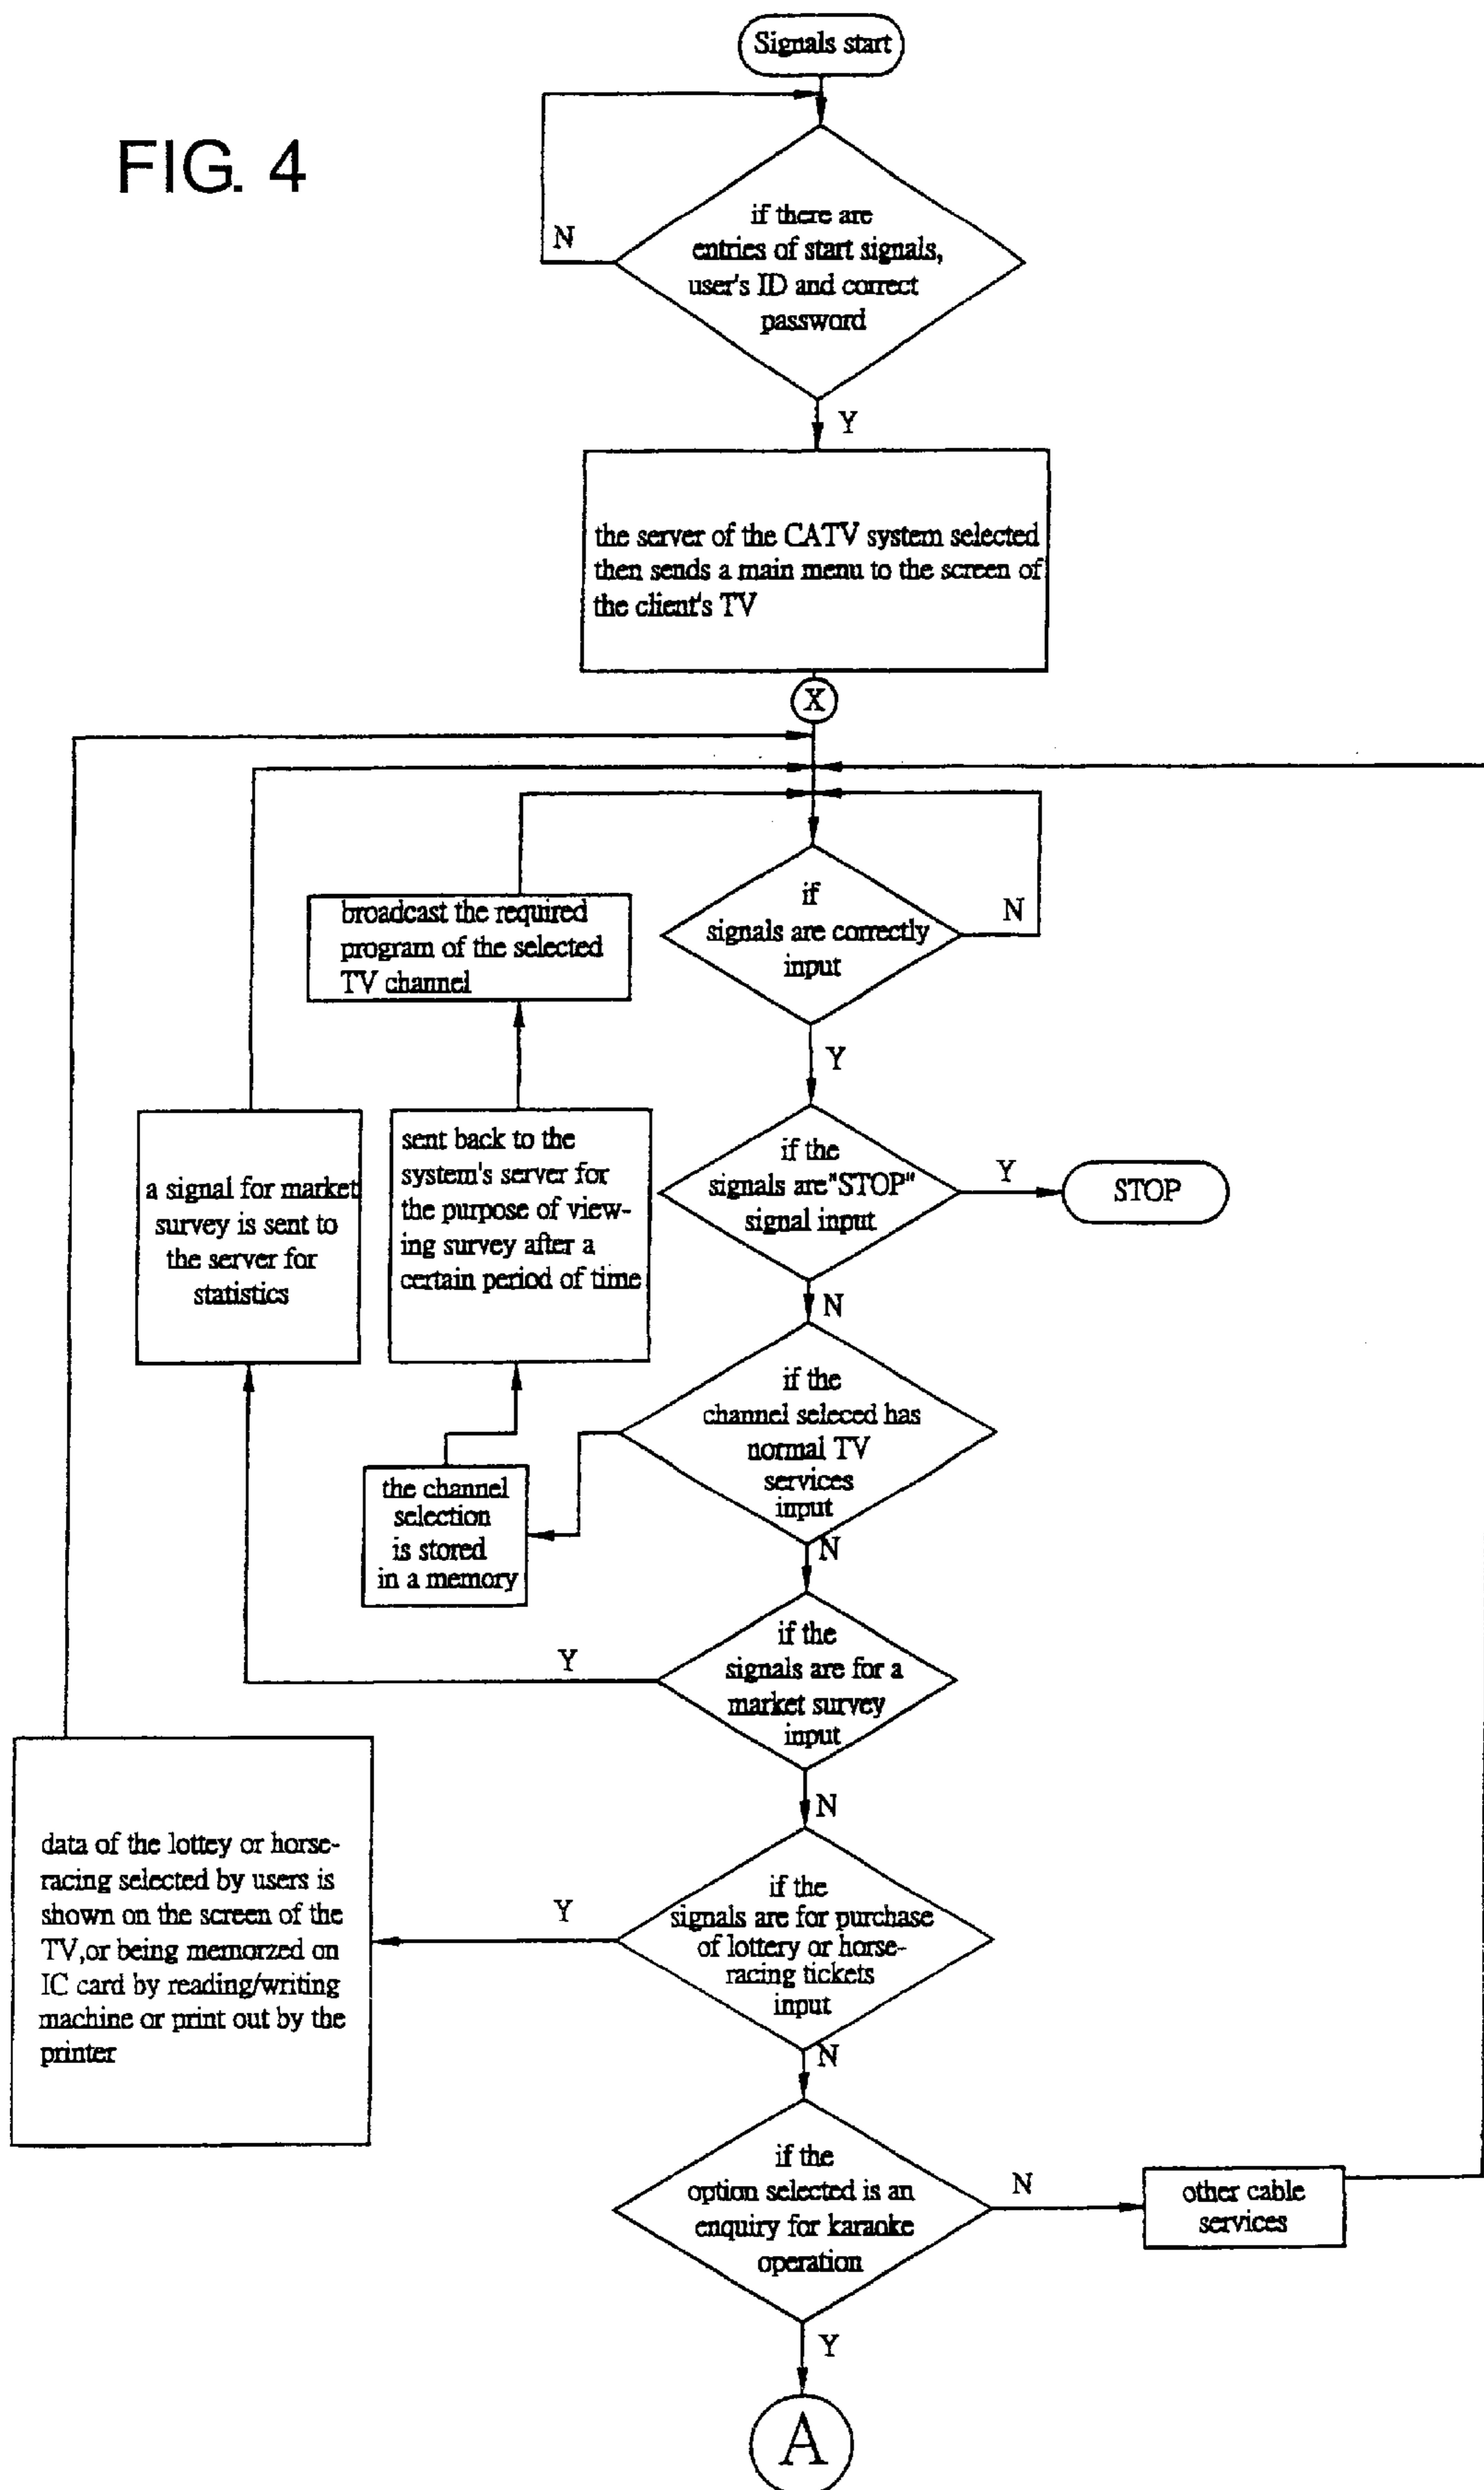 Signals start
FIG. 4
if there are
entries of start signals,
user's ID and correct
password
N
Y
the server of the CATV system selected
then sends a main menu to the screen of
the client's TV
X
if
signals are correctly
input
N
Y
broadcast the required
program of the selected
TV channel
if the
signals are"STOP"
signal input
Y
STOP
N
a signal for market
survey is sent to
the server for
statistics
sent back to the
system's server for
the purpose of view-
ing survey after a
certain period of time
if the
channel seleced has
normal TV
services
input
N
the channel
selection
is stored
in a memory
if the
signals are for a
market survey
input
Y
N
data of the lottey or horse-
racing selected by users is
shown on the screen of the
TV,or being memorzed on
IC card by reading/writing
machine or print out by the
printer
Y
if the
signals are for purchase
of lottery or horse-
racing tickets
input
N
if the
option selected is an
enquiry for karaoke
operation
N
other cable
services
Y
A